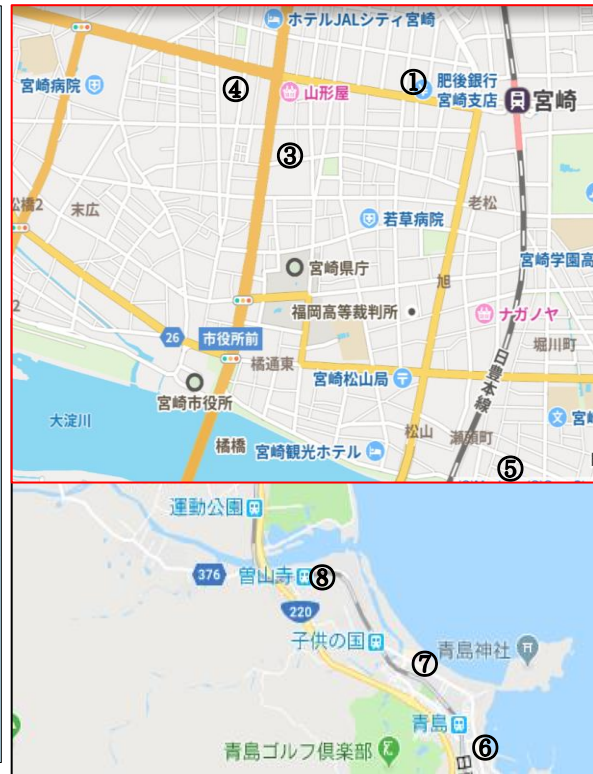 ホテルJALシティ宮崎
宮崎病院
④
山形屋
①
肥後銀行
宮崎支店
宮崎
③
松橋2
末広
老松
若草病院
宮崎県庁
旭
宮崎学園高
福岡高等裁判所
ナガノヤ
26
市役所前
堀川町
橘通東
宮崎松山局
日豊本線
宮崎市役所
大淀川
橘橋
宮崎観光ホテル
松山
瀬頭町
宮崎
⑤
運動公園
376
曽山寺
⑧
220
子供の国
⑦
青島神社
青島
⑥
青島ゴルフ倶楽部